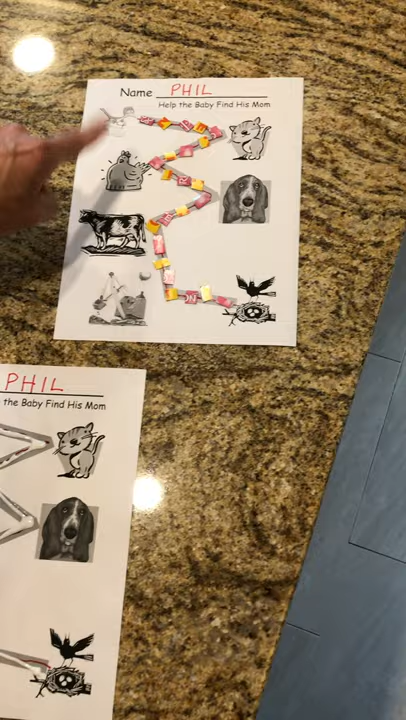 Name PHIL
Help the Baby Find His Mom
PHIL
the Baby Find His Mom